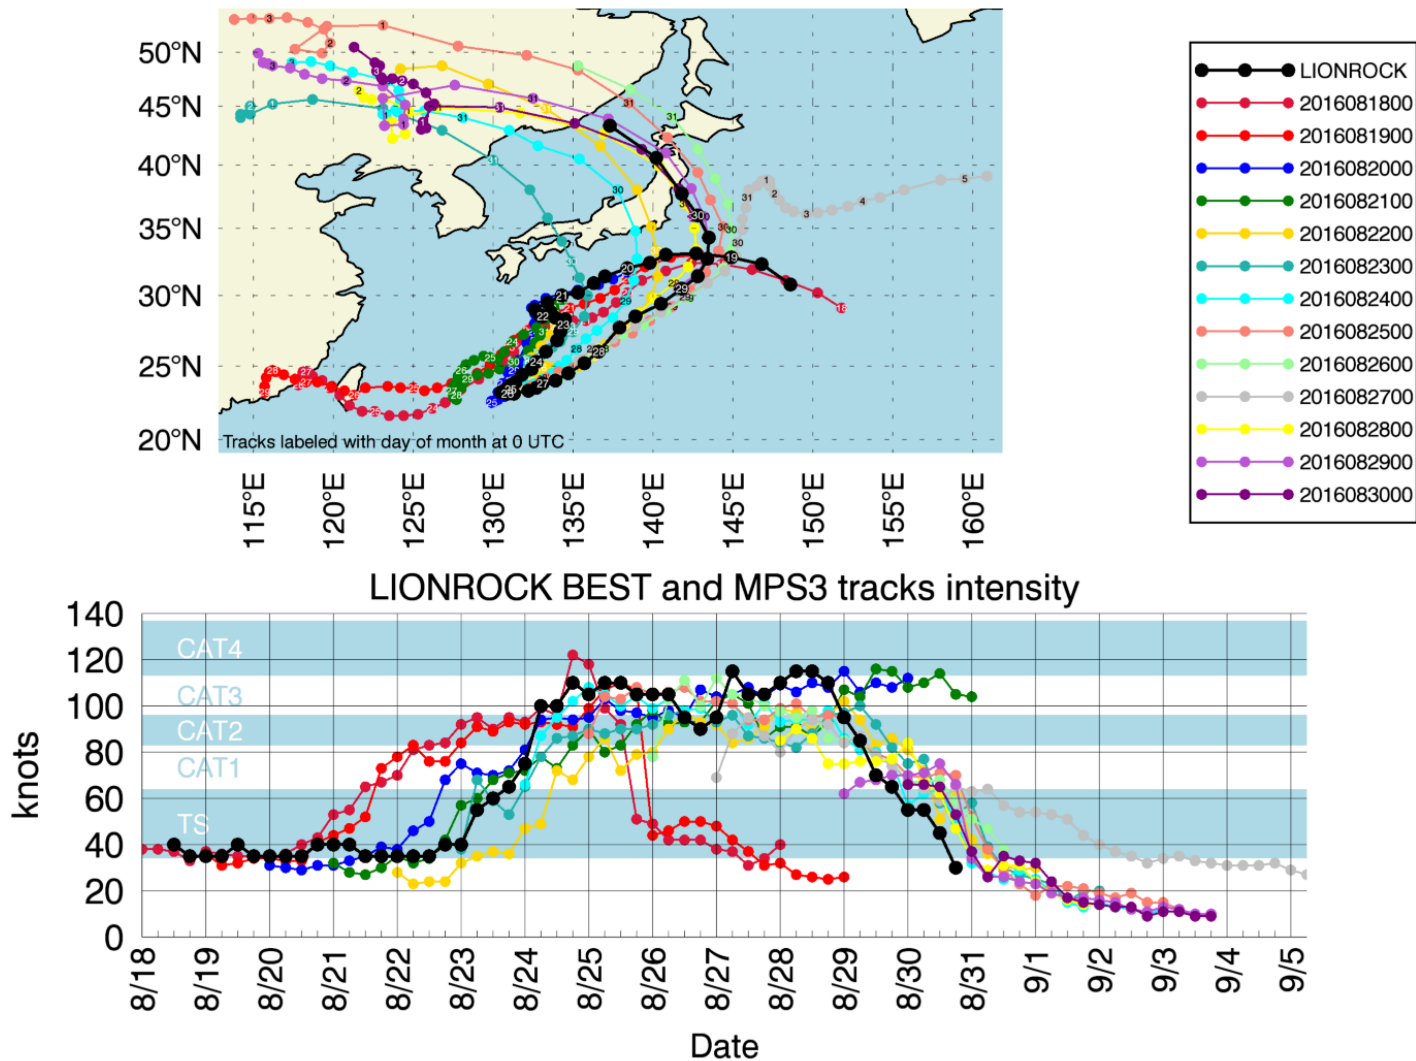 50°N
45°N
40°N
35°N
30°N
25°N
20°N
Tracks labeled with day of month at 0 UTC
115°E
120°E
125°E
130°E
135°E
140°E
145°E
150°E
155°E
160°E
LIONROCK
2016081800
2016081900
2016082000
2016082100
2016082200
2016082300
2016082400
2016082500
2016082600
2016082700
2016082800
2016082900
2016083000
LIONROCK BEST and MPS3 tracks intensity
knots
140
120
100
80
60
40
20
0
CAT4
CAT3
CAT2
CAT1
TS
8/18
8/19
8/20
8/21
8/22
8/23
8/24
8/25
8/26
8/27
8/28
8/29
8/30
8/31
9/1
9/2
9/3
9/4
9/5
Date